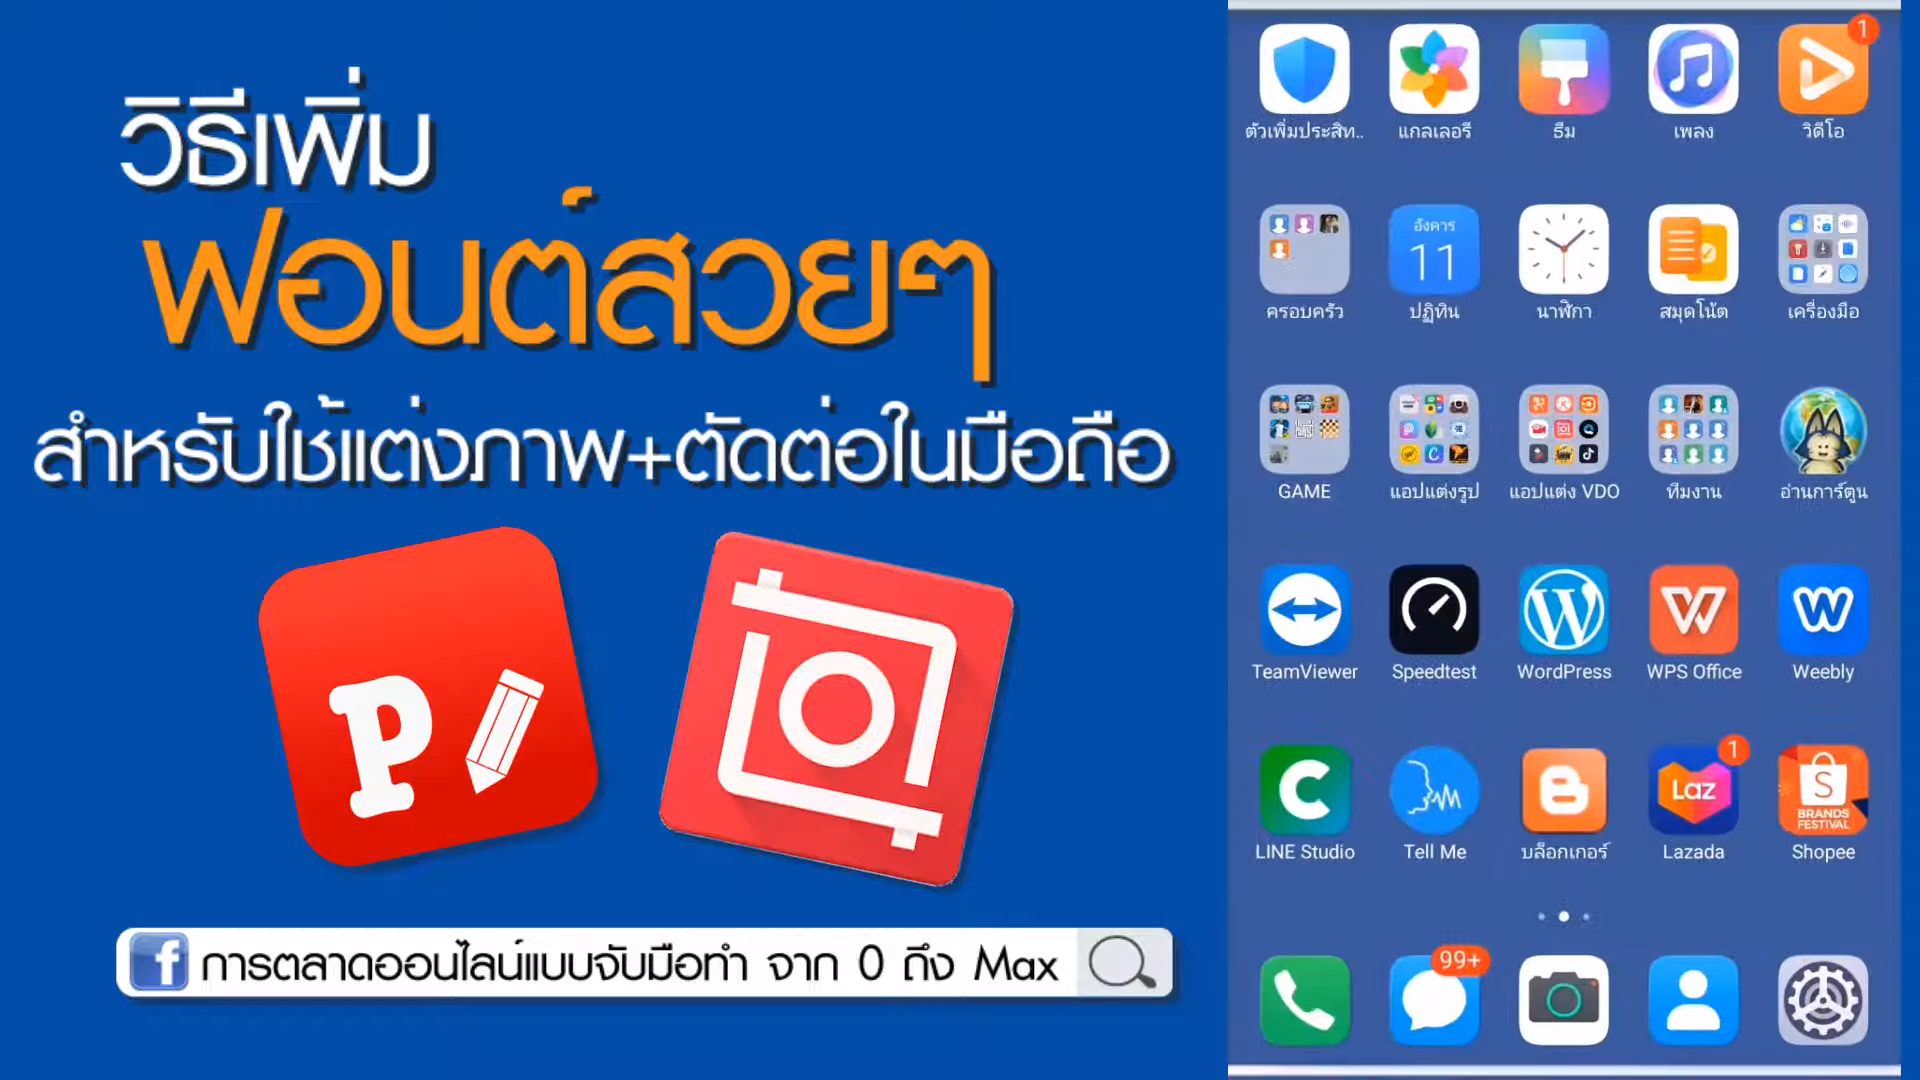 วิธีเพิ่ม
ฟอนต์สวยๆ
สำหรับใช้แต่งภาพ+ตัดต่อในมือถือ
P
f การตลาดออนไลน์แบบจับมือทำ จาก 0 ถึง Max
1
ตัวเพิ่มประสิท.. แกลเลอรี ธีม เพลง วิดีโอ
อังคาร
11
ครอบครัว ปฏิทิน นาฬิกา สมุดโน้ต เครื่องมือ
GAME แอปแต่งรูป แอปแต่ง VDO ทีมงาน อ่านการ์ตูน
TeamViewer Speedtest WordPress WPS Office Weebly
1
Laz
S
BRANDS
FESTIVAL
LINE Studio Tell Me บล็อกเกอร์ Lazada Shopee
99+